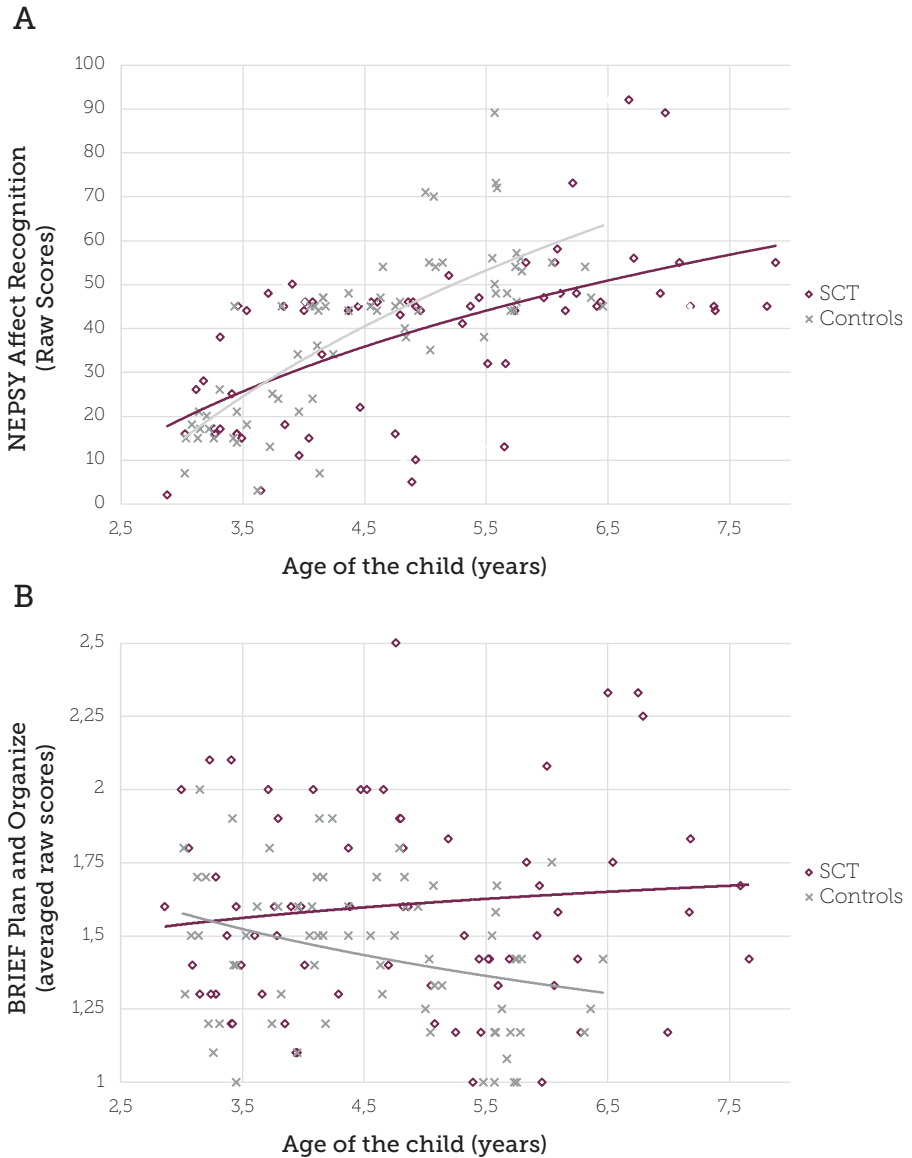 A
100
90
80
70
60
50
40
30
20
10
0
NEPSY Affect Recognition
(Raw Scores)
2,5
3,5
4,5
5,5
6,5
7,5
Age of the child (years)
SCT
Controls
B
2,5
2,25
2
1,75
1,5
1,25
1
BRIEF Plan and Organize
(averaged raw scores)
2,5
3,5
4,5
5,5
6,5
7,5
Age of the child (years)
SCT
Controls